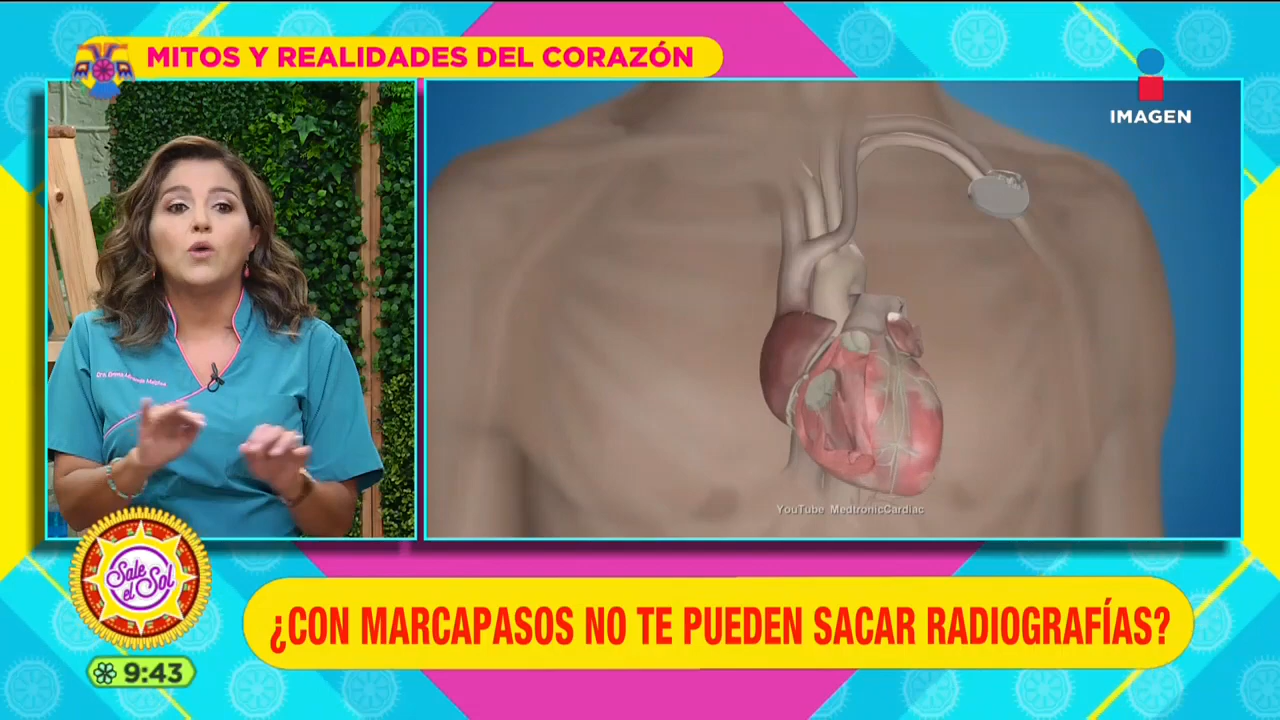 MITOS Y REALIDADES DEL CORAZÓN
IMAGEN
YouTube MedtronicCardiac
Sale
el Sol
¿CON MARCAPASOS NO TE PUEDEN SACAR RADIOGRAFÍAS?
9:43